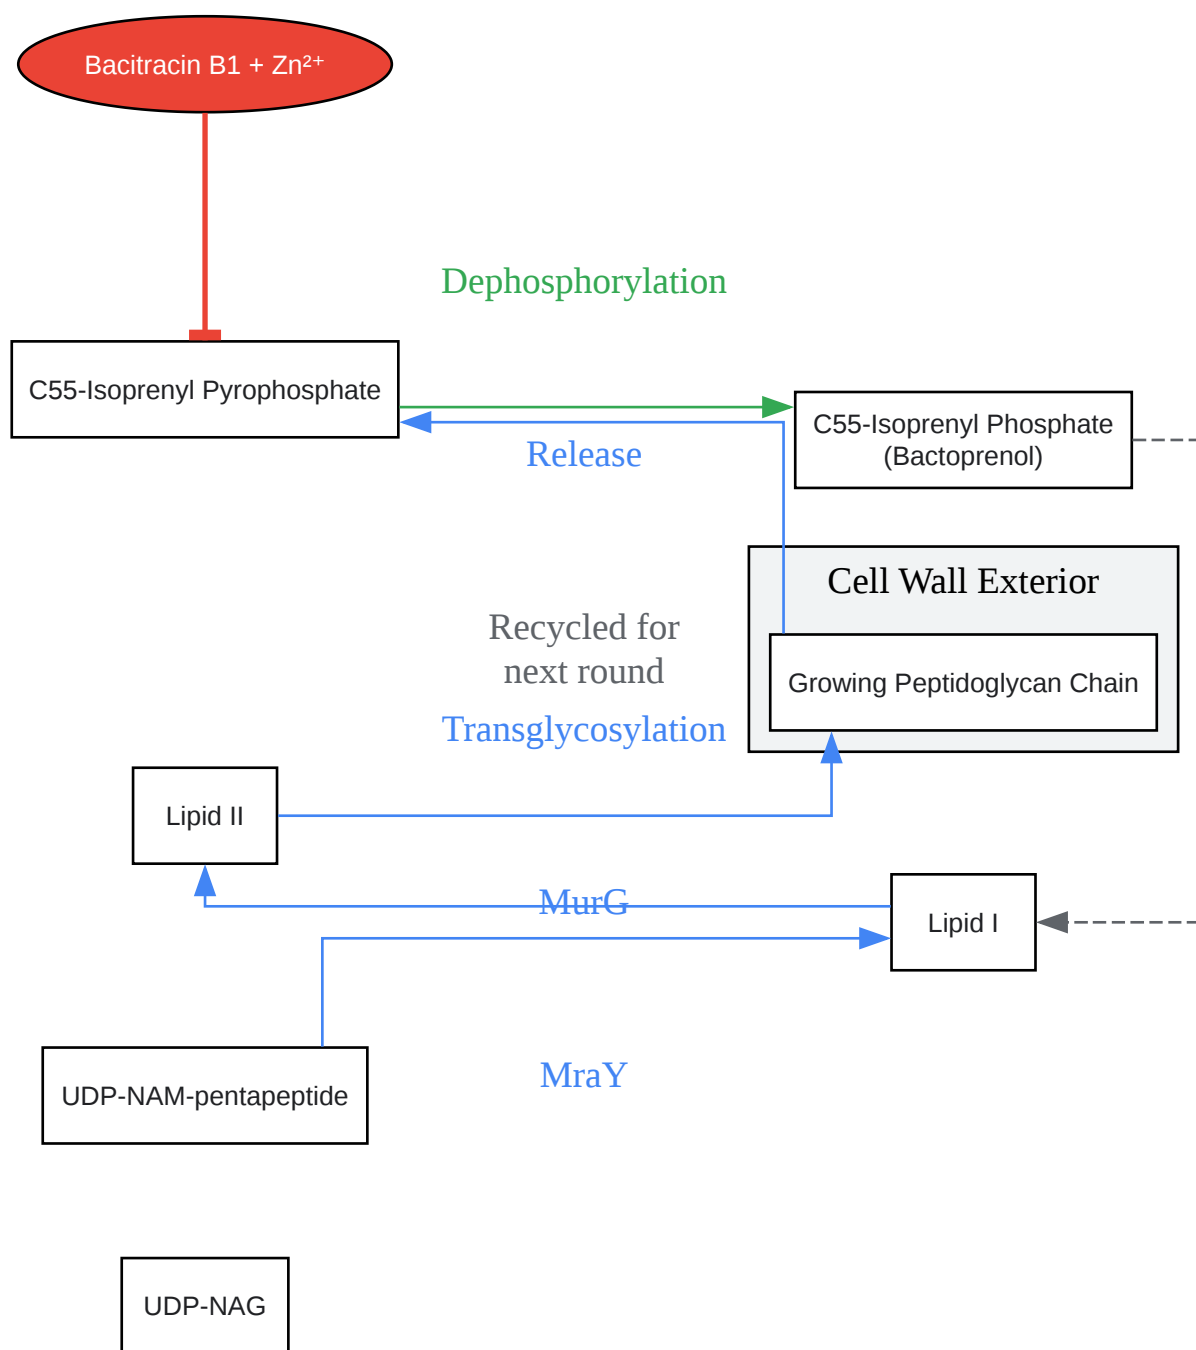 Bacitracin B1 + Zn²⁺
Dephosphorylation
C55-Isoprenyl Pyrophosphate
C55-Isoprenyl Phosphate
(Bactoprenol)
Release
Cell Wall Exterior
Recycled for
next round
Growing Peptidoglycan Chain
Transglycosylation
Lipid II
MurG
Lipid I
MraY
UDP-NAM-pentapeptide
UDP-NAG